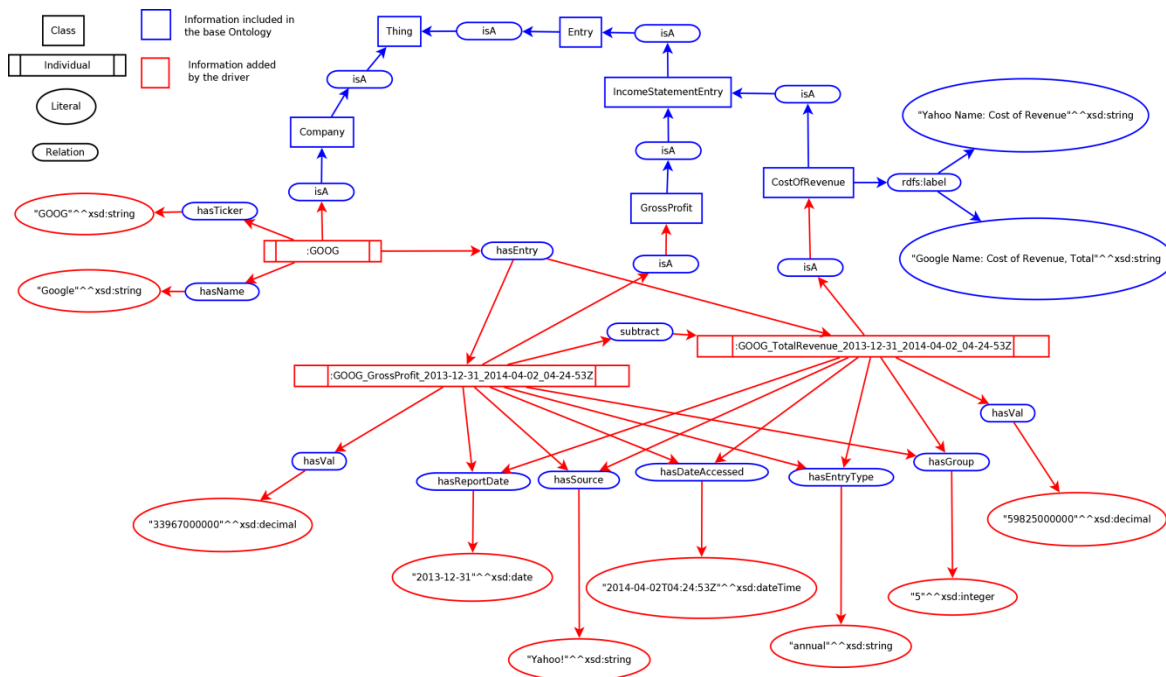 Class
Individual
Literal
Relation
Information included in
the base Ontology
Information added
by the driver
Thing
isA
Entry
isA
isA
IncomeStatementEntry
isA
Company
isA
isA
GrossProfit
isA
CostOfRevenue
isA
rdfs:label
"Yahoo Name: Cost of Revenue"^^xsd:string
"Google Name: Cost of Revenue, Total"^^xsd:string
"GOOG"^^xsd:string
hasTicker
:GOOG
hasEntry
"Google"^^xsd:string
hasName
subtract
:GOOG_GrossProfit_2013-12-31_2014-04-02_04-24-53Z
:GOOG_TotalRevenue_2013-12-31_2014-04-02_04-24-53Z
hasVal
hasReportDate
hasSource
hasDateAccessed
hasEntryType
hasGroup
hasVal
"33967000000"^^xsd:decimal
"2013-12-31"^^xsd:date
"Yahoo!"^^xsd:string
"2014-04-02T04:24:53Z"^^xsd:dateTime
"annual"^^xsd:string
"5"^^xsd:integer
"59825000000"^^xsd:decimal